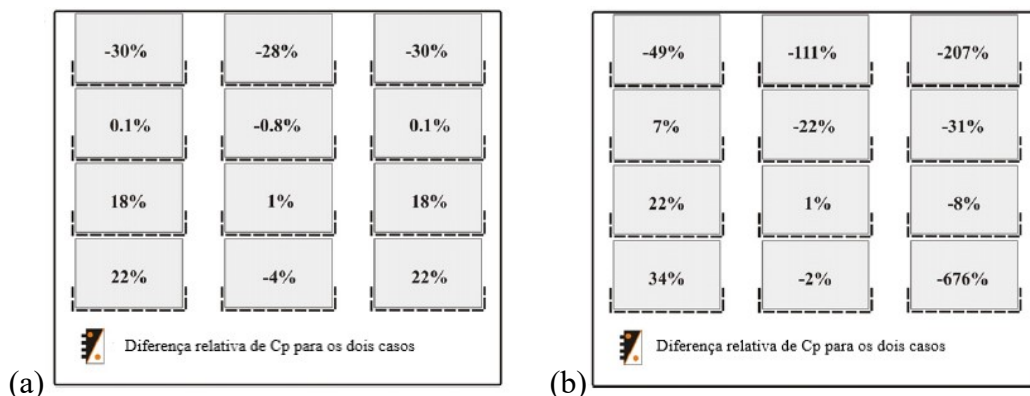 -30% -28% -30%
0.1% -0.8% 0.1%
18% 1% 18%
22% -4% 22%
Diferença relativa de Cp para os dois casos
(a)
-49% -111% -207%
7% -22% -31%
22% 1% -8%
34% -2% -676%
Diferença relativa de Cp para os dois casos
(b)